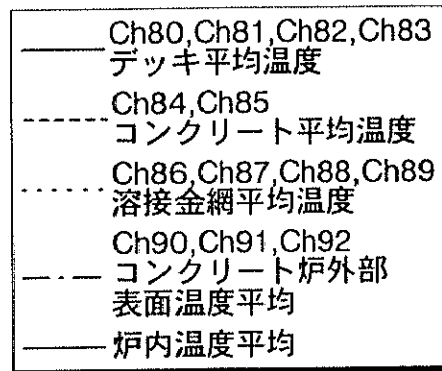 Ch80,Ch81,Ch82,Ch83
デッキ平均温度
Ch84,Ch85
コンクリート平均温度
Ch86,Ch87,Ch88,Ch89
溶接金網平均温度
Ch90,Ch91,Ch92
コンクリート炉外部
表面温度平均
炉内温度平均